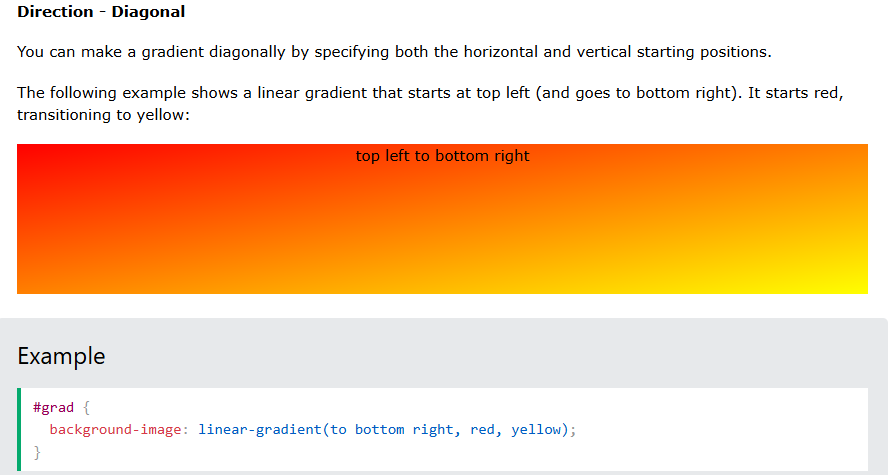 Direction - Diagonal
You can make a gradient diagonally by specifying both the horizontal and vertical starting positions.
The following example shows a linear gradient that starts at top left (and goes to bottom right). It starts red,
transitioning to yellow:
top left to bottom right
Example
#grad {
  background-image: linear-gradient(to bottom right, red, yellow);
}